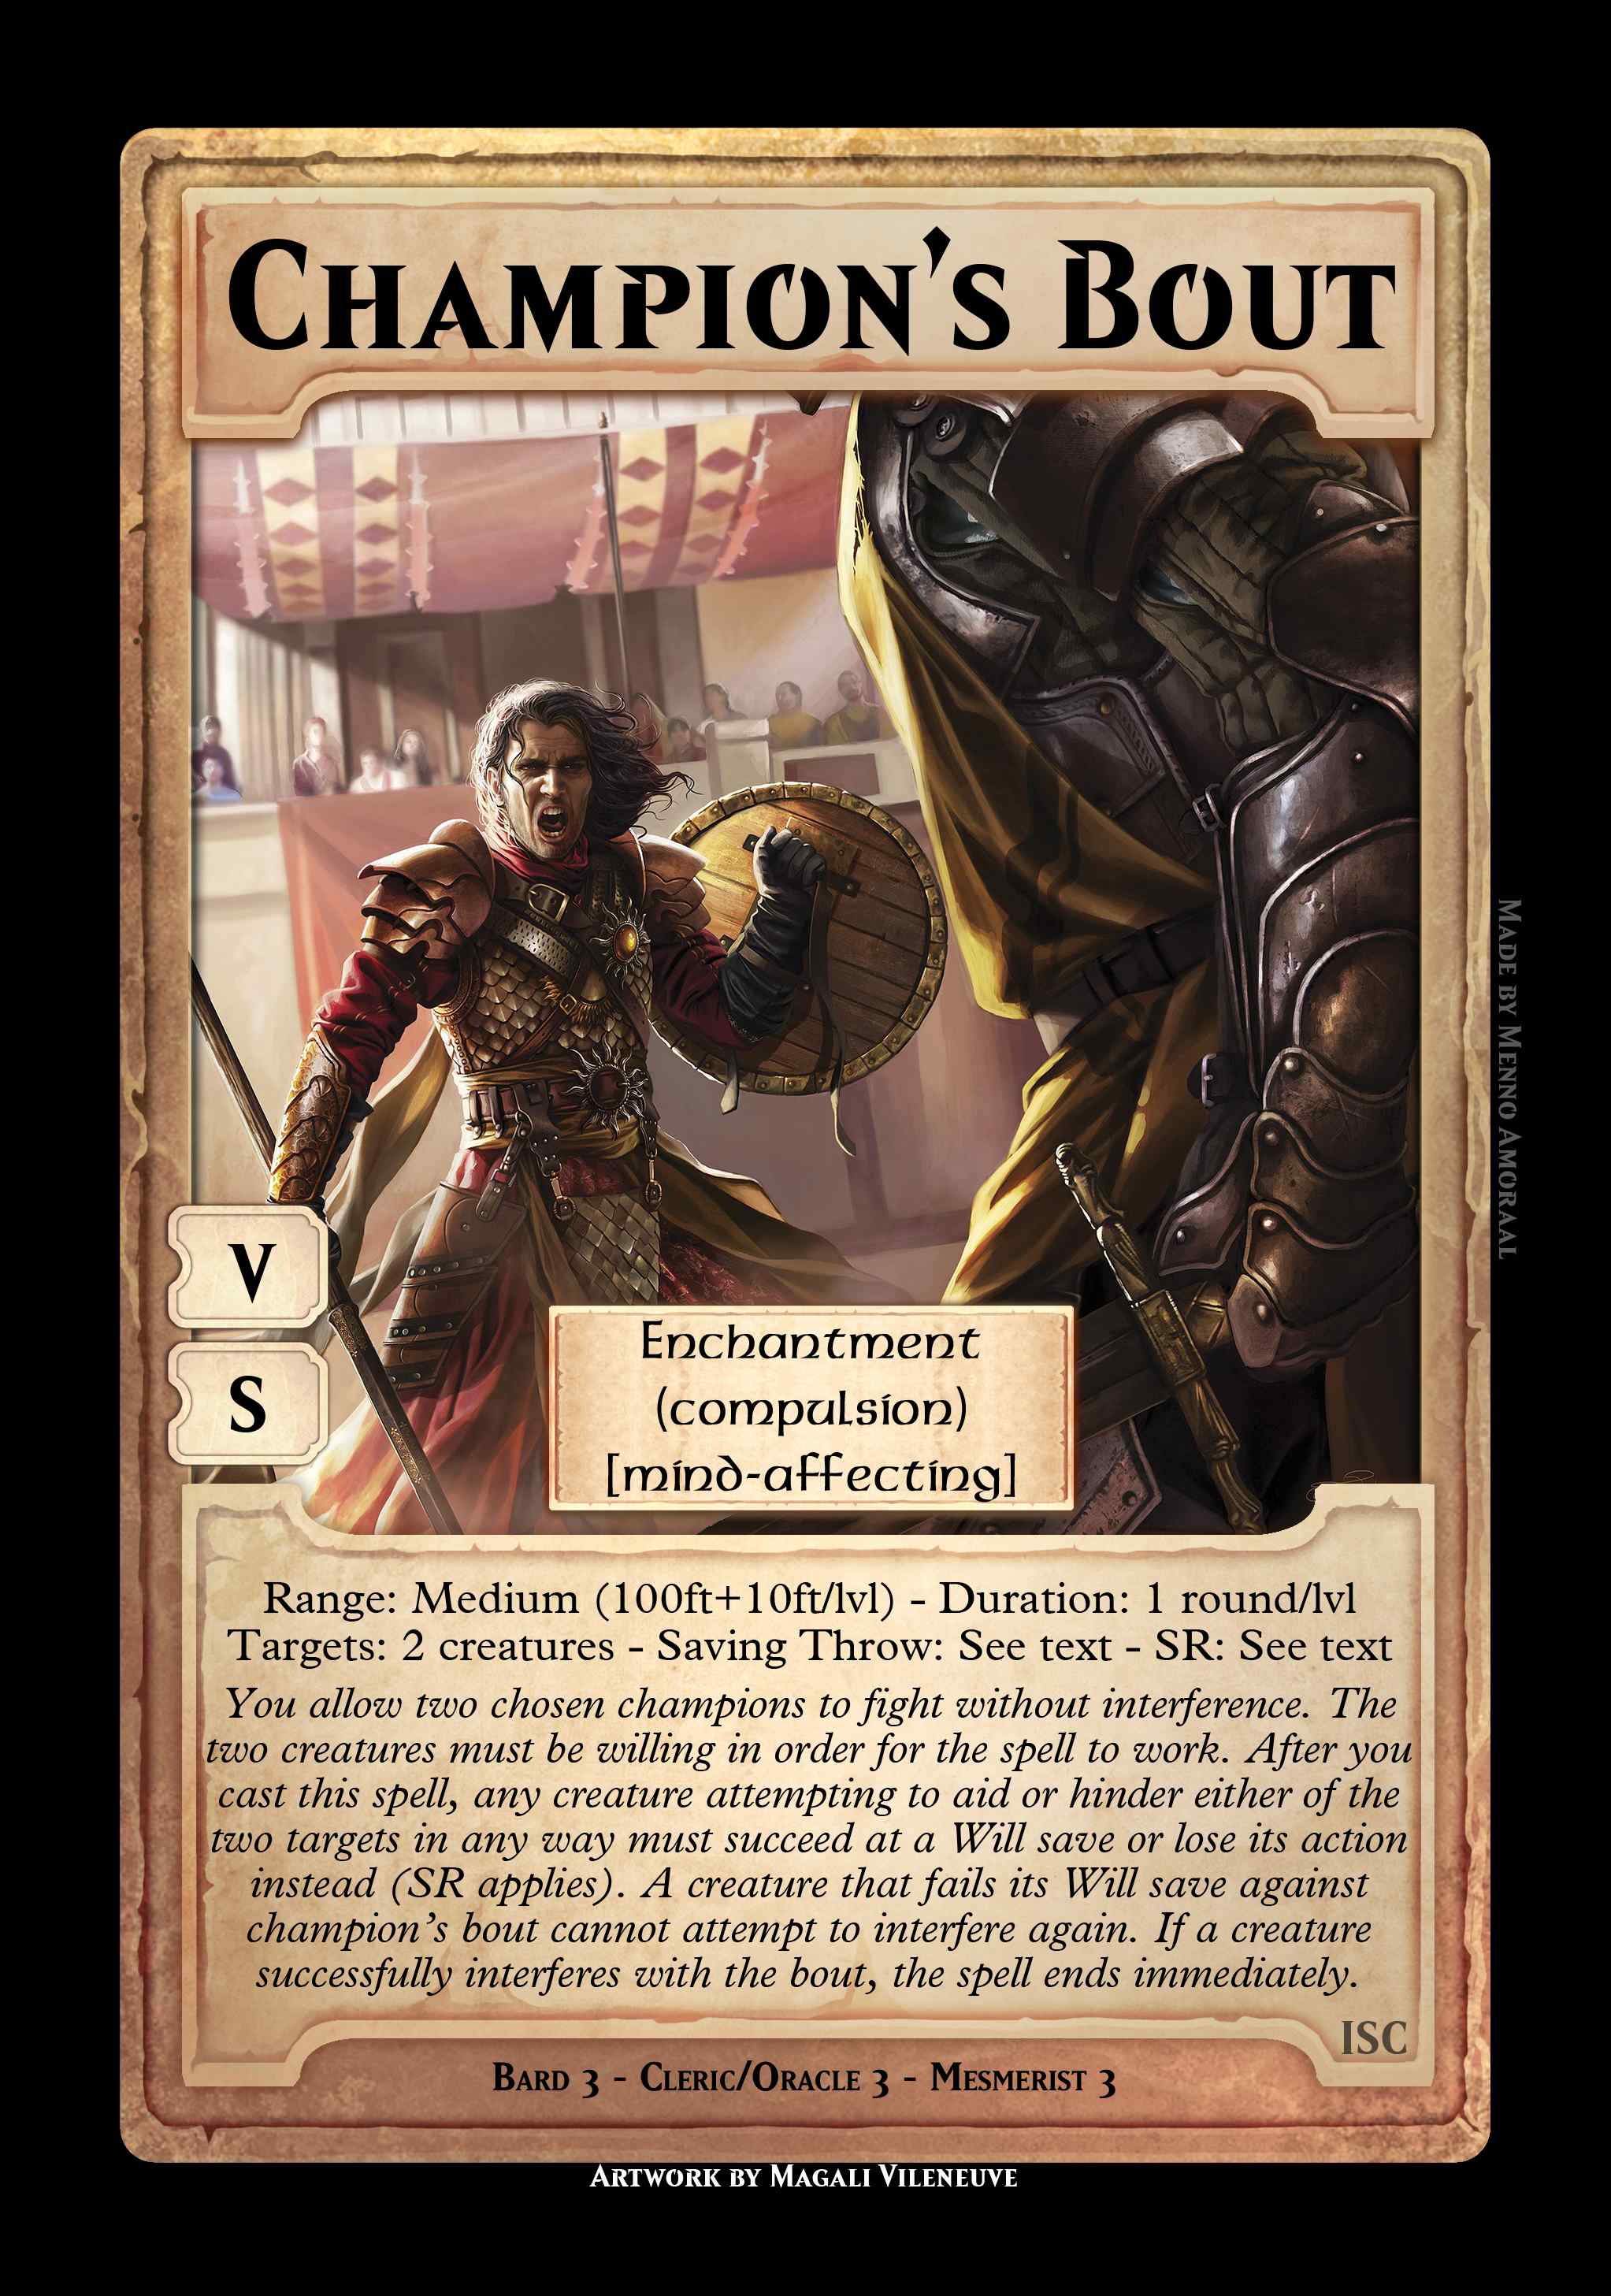 Champion's Bout
V
S
Enchantment
(compulsion)
[mind-affecting]
Range: Medium (100ft+10ft/lvl) - Duration: 1 round/lvl
Targets: 2 creatures - Saving Throw: See text - SR: See text
You allow two chosen champions to fight without interference. The
two creatures must be willing in order for the spell to work. After you
cast this spell, any creature attempting to aid or hinder either of the
two targets in any way must succeed at a Will save or lose its action
instead (SR applies). A creature that fails its Will save against
champion's bout cannot attempt to interfere again. If a creature
successfully interferes with the bout, the spell ends immediately.
ISC
Bard 3 - Cleric/Oracle 3 - Mesmerist 3
Artwork by Magali Vileneuve
Made by Menno Amoraal